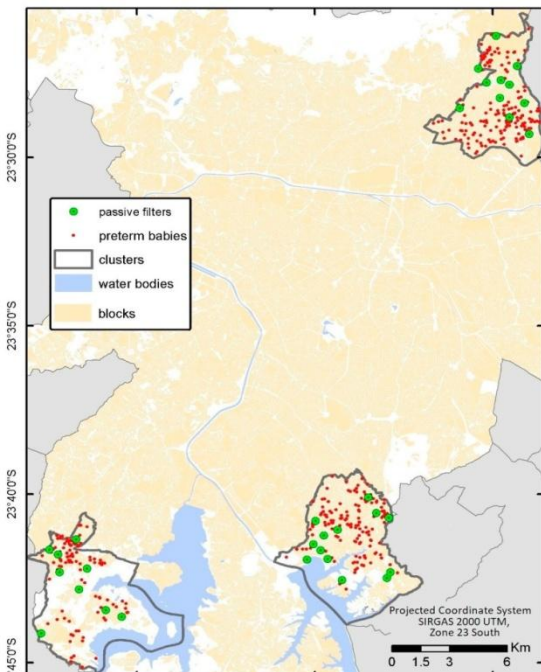 23°30'0"S
passive filters
preterm babies
clusters
water bodies
blocks
23°35'0"S
23°40'0"S
23°45'0"S
Projected Coordinate System
SIRGAS 2000 UTM,
Zone 23 South
Km
0 1.5 3 6